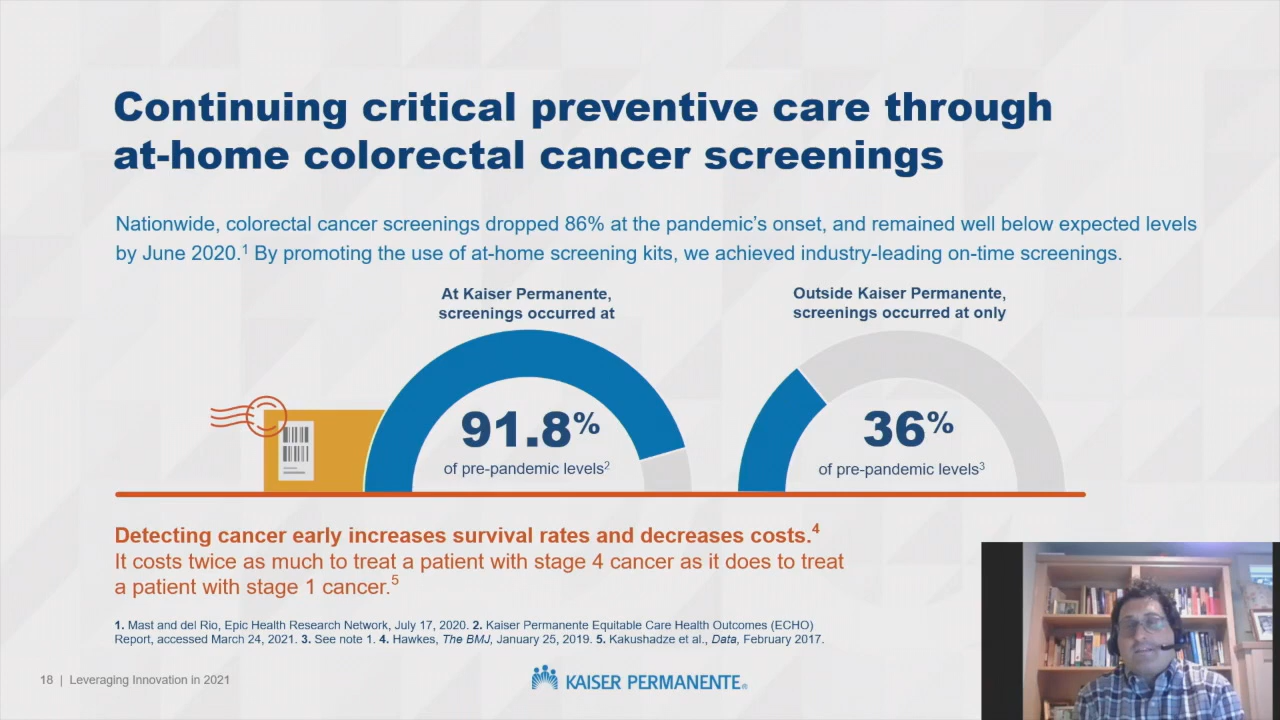 Continuing critical preventive care through
at-home colorectal cancer screenings
Nationwide, colorectal cancer screenings dropped 86% at the pandemic's onset, and remained well below expected levels
by June 2020.1 By promoting the use of at-home screening kits, we achieved industry-leading on-time screenings.
At Kaiser Permanente,
screenings occurred at
91.8%
of pre-pandemic levels2
Outside Kaiser Permanente,
screenings occurred at only
36%
of pre-pandemic levels3
Detecting cancer early increases survival rates and decreases costs.4
It costs twice as much to treat a patient with stage 4 cancer as it does to treat
a patient with stage 1 cancer.5
1. Mast and del Rio, Epic Health Research Network, July 17, 2020. 2. Kaiser Permanente Equitable Care Health Outcomes (ECHO)
Report, accessed March 24, 2021. 3. See note 1. 4. Hawkes, The BMJ, January 25, 2019. 5. Kakushadze et al., Data, February 2017.
18 | Leveraging Innovation in 2021
KAISER PERMANENTE®